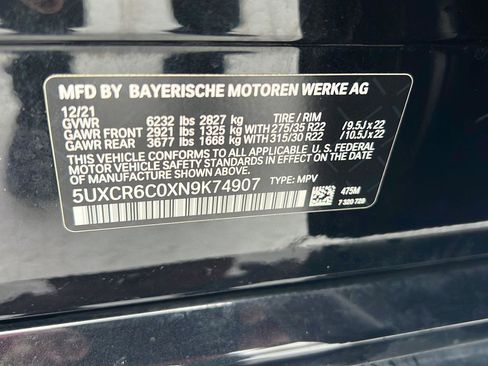 MFD BY BAYERISCHE MOTOREN WERKE AG
12/21
GVWR 6232 lbs 2827 kg TIRE / RIM
GAWR FRONT 2921 lbs 1325 kg WITH 275/35 R22 /9.5J x 22
GAWR REAR 3677 lbs 1668 kg WITH 315/30 R22 /10.5J x 22
THIS VEHICLE CONFORMS TO ALL APPLICABLE U.S. FEDERAL
MOTOR VEHICLE SAFETY STANDARDS IN EFFECT ON THE
DATE OF MANUFACTURE SHOWN ABOVE.
5UXCR6C0XN9K74907 TYPE: MPV
475M
7 320 728